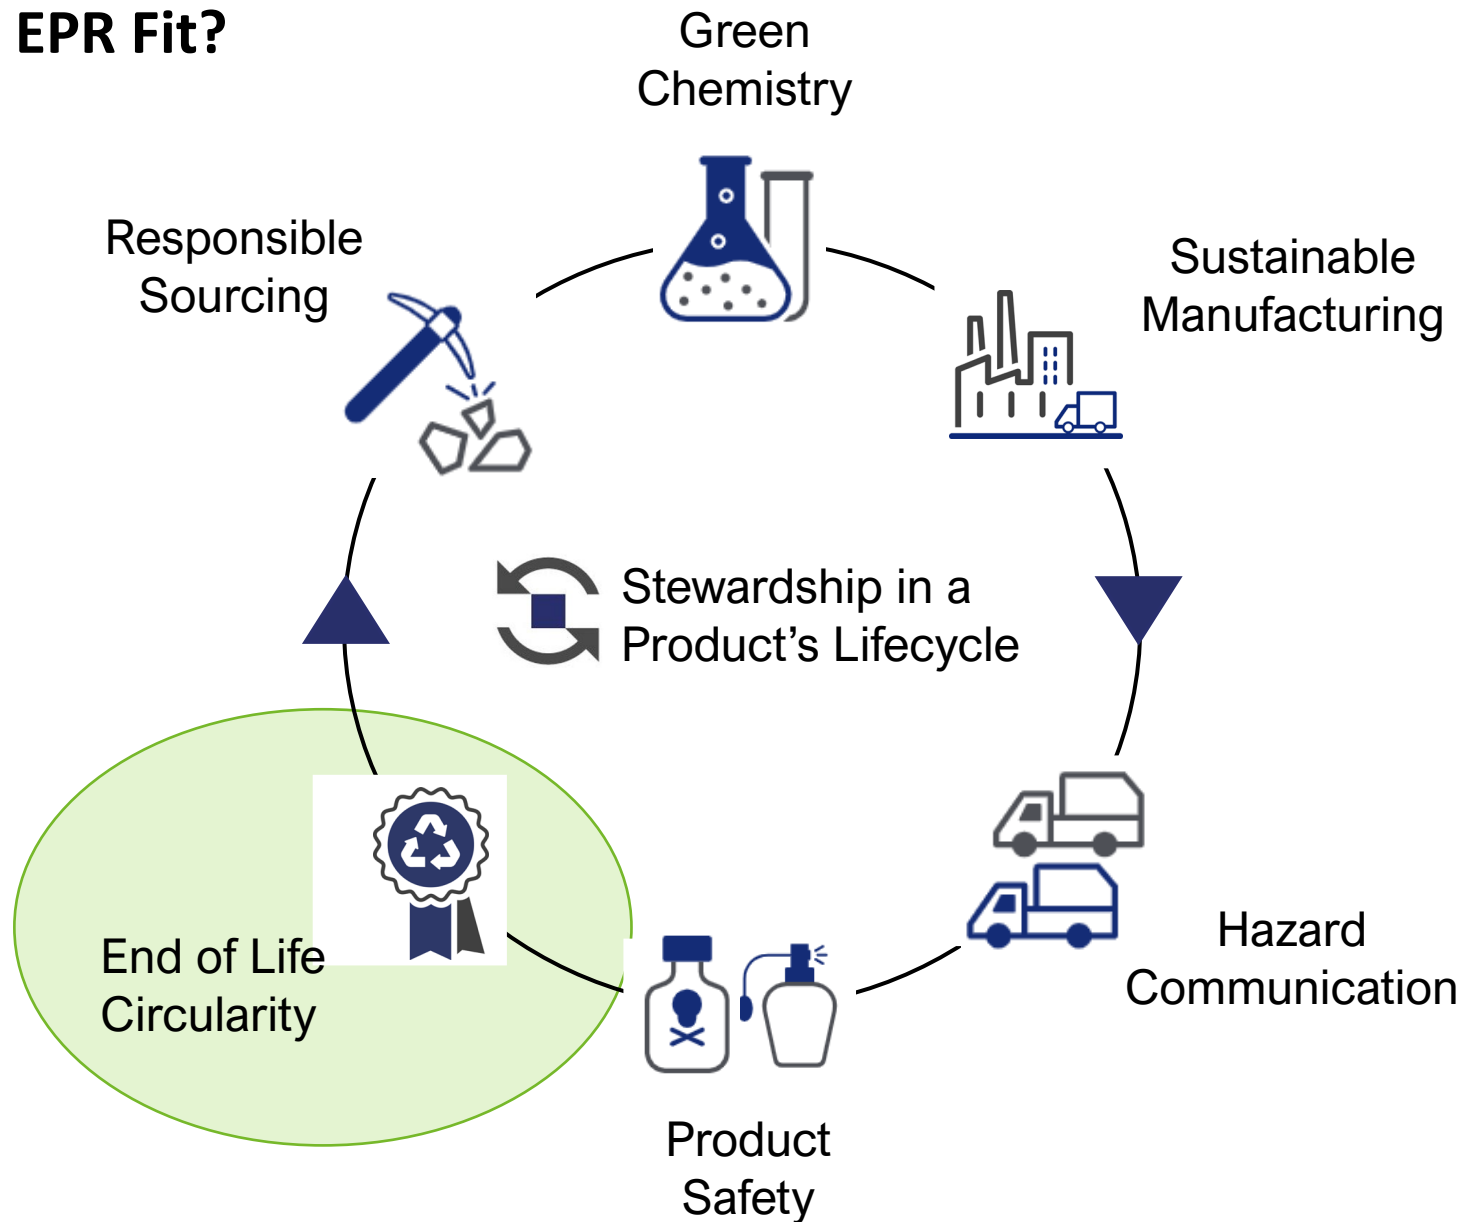 EPR Fit?
Green
Chemistry
Responsible
Sourcing
Sustainable
Manufacturing
Stewardship in a
Product’s Lifecycle
Hazard
Communication
End of Life
Circularity
Product
Safety